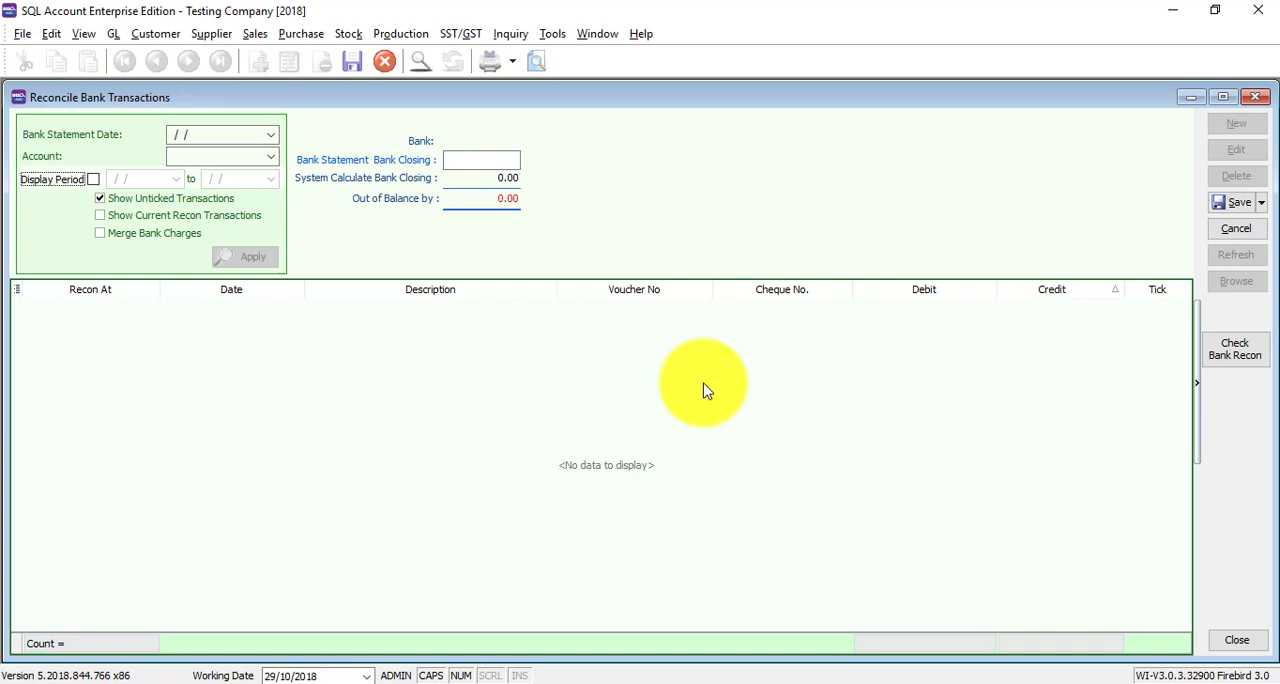 SQL Account Enterprise Edition - Testing Company [2018]
File Edit View GL Customer Supplier Sales Purchase Stock Production SST/GST Inquiry Tools Window Help
Reconcile Bank Transactions
Bank Statement Date: / /
Account:
Display Period / / to / /
Show Unticked Transactions
Show Current Recon Transactions
Merge Bank Charges
Apply
Bank:
Bank Statement Bank Closing :
System Calculate Bank Closing : 0.00
Out of Balance by : 0.00
New
Edit
Delete
Save
Cancel
Refresh
Browse
Check
Bank Recon
Recon At Date Description Voucher No Cheque No. Debit Credit Tick
<No data to display>
Count =
Close
Version 5.2018.844.766 x86 Working Date 29/10/2018 ADMIN CAPS NUM SCRL INS WI-V3.0.3.32900 Firebird 3.0